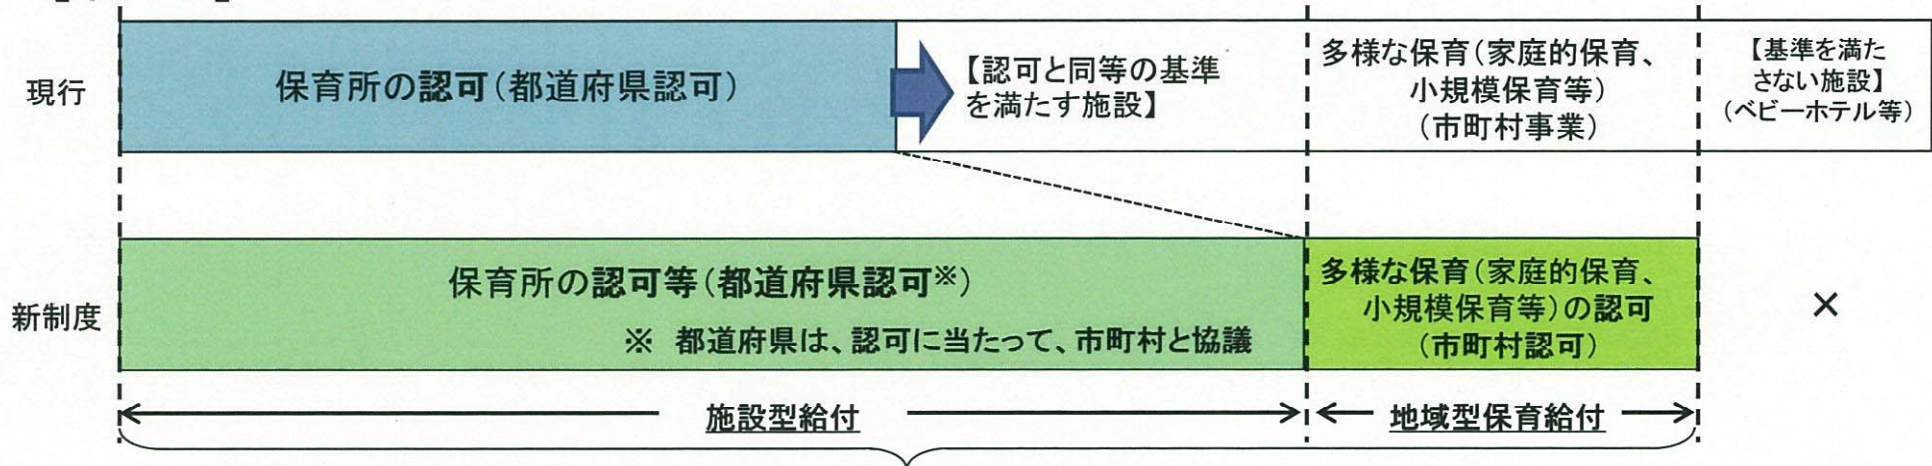 現行
保育所の認可(都道府県認可)
【認可と同等の基準
を満たす施設】
多様な保育(家庭的保育、
小規模保育等)
(市町村事業)
【基準を満た
さない施設】
(ベビーホテル等)
新制度
保育所の認可等(都道府県認可※)
※ 都道府県は、認可に当たって、市町村と協議
多様な保育(家庭的保育、
小規模保育等)の認可
(市町村認可)
×
施設型給付
地域型保育給付